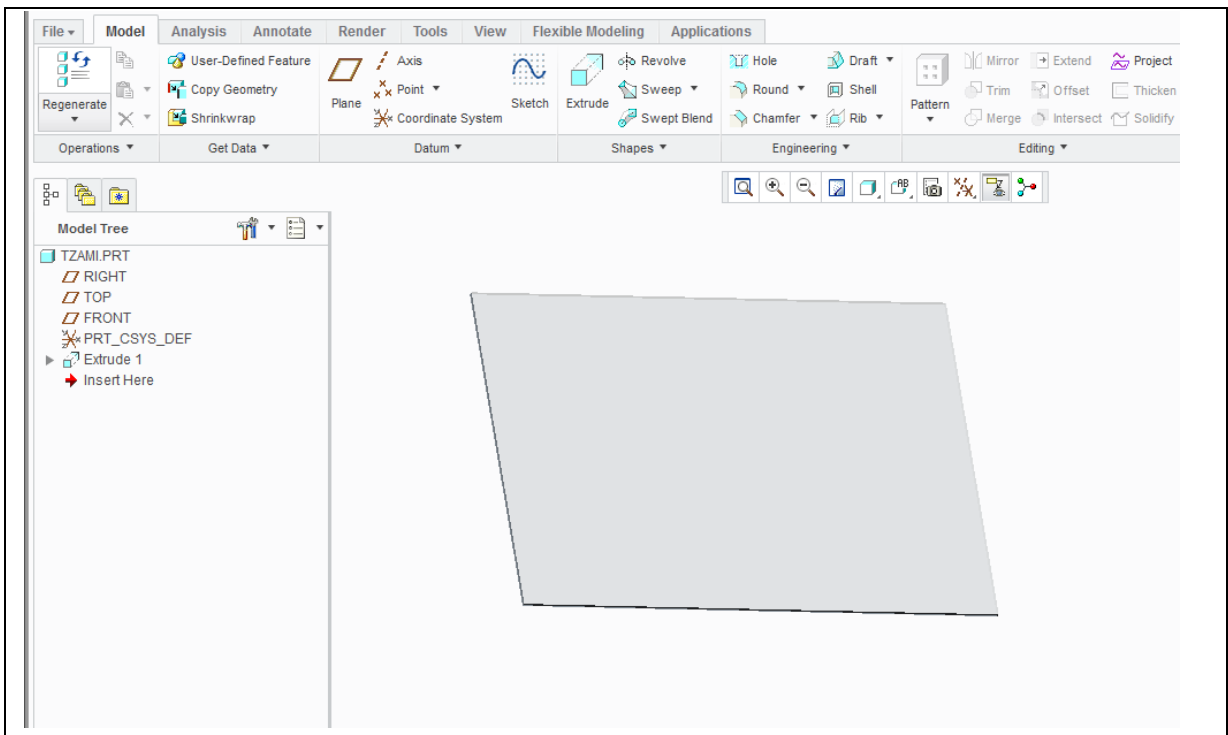 File Model Analysis Annotate Render Tools View Flexible Modeling Applications
User-Defined Feature Axis Revolve Hole Draft Mirror Extend Project
Copy Geometry Point Sweep Round Shell Trim Offset Thicken
Regenerate Plane Sketch Extrude Pattern
Shrinkwrap Coordinate System Swept Blend Chamfer Rib Merge Intersect Solidify
Operations Get Data Datum Shapes Engineering Editing
Model Tree
TZAMI.PRT
RIGHT
TOP
FRONT
PRT_CSYS_DEF
Extrude 1
Insert Here